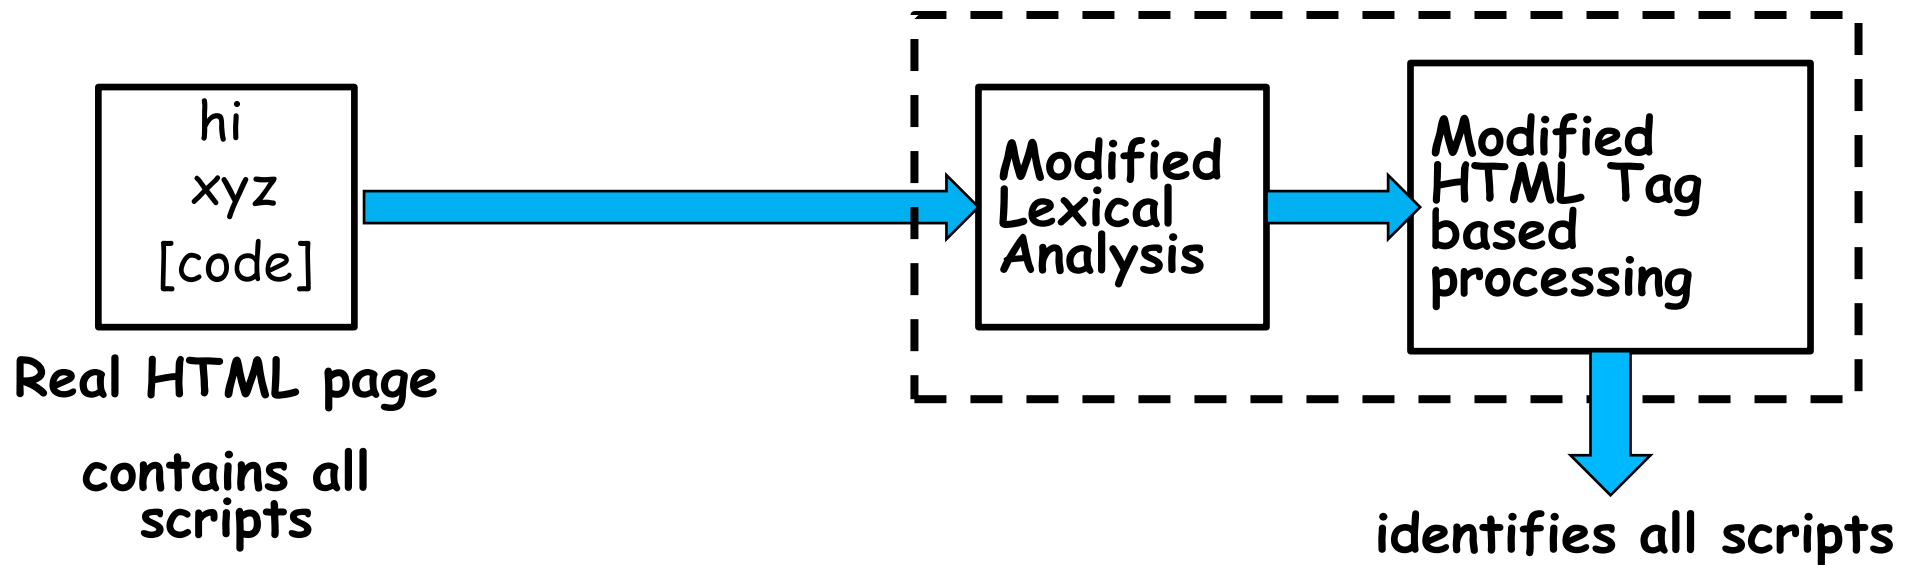 hi
xyz
[code]
Real HTML page
contains all
scripts
Modified
Lexical
Analysis
Modified
HTML Tag
based
processing
identifies all scripts